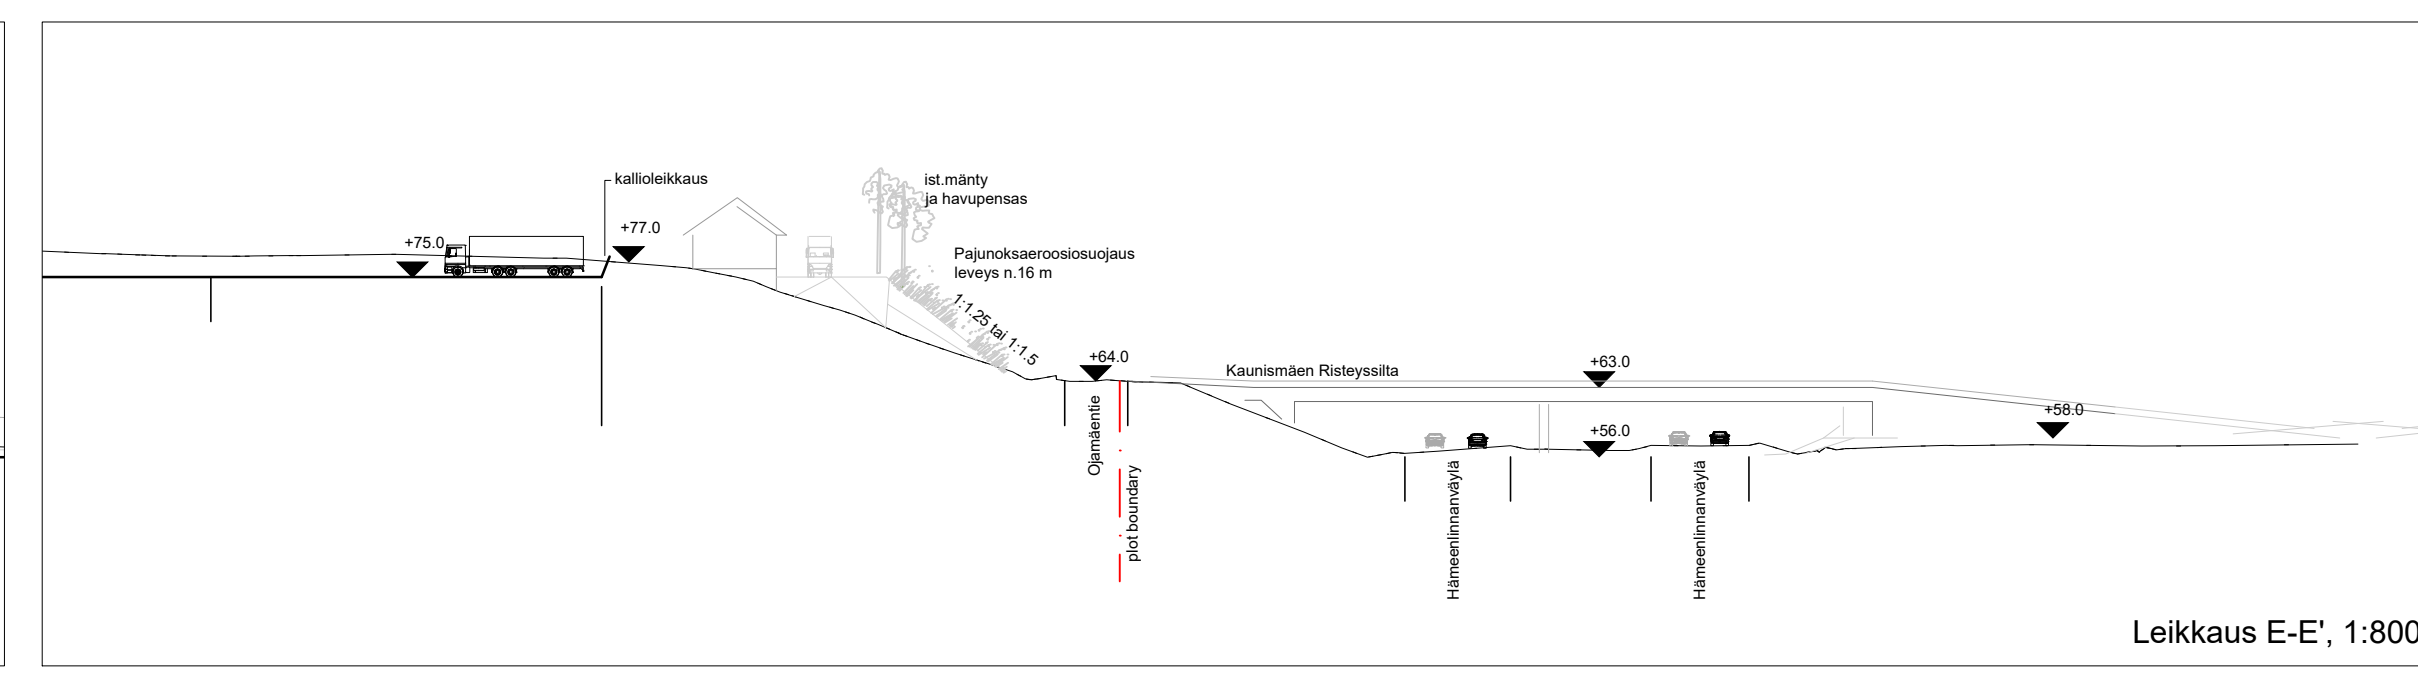 kallioleikkaus
ist.mänty
ja havupensas
+77.0
+75.0
Pajunoksaeroosiosuojaus
leveys n.16 m
1:1.25 tai 1:1.5
+64.0
Kaunismäen Risteyssilta
+63.0
+58.0
+56.0
Ojamäentie
plot boundary
Hämeenlinnanväylä
Hämeenlinnanväylä
Leikkaus E-E', 1:800